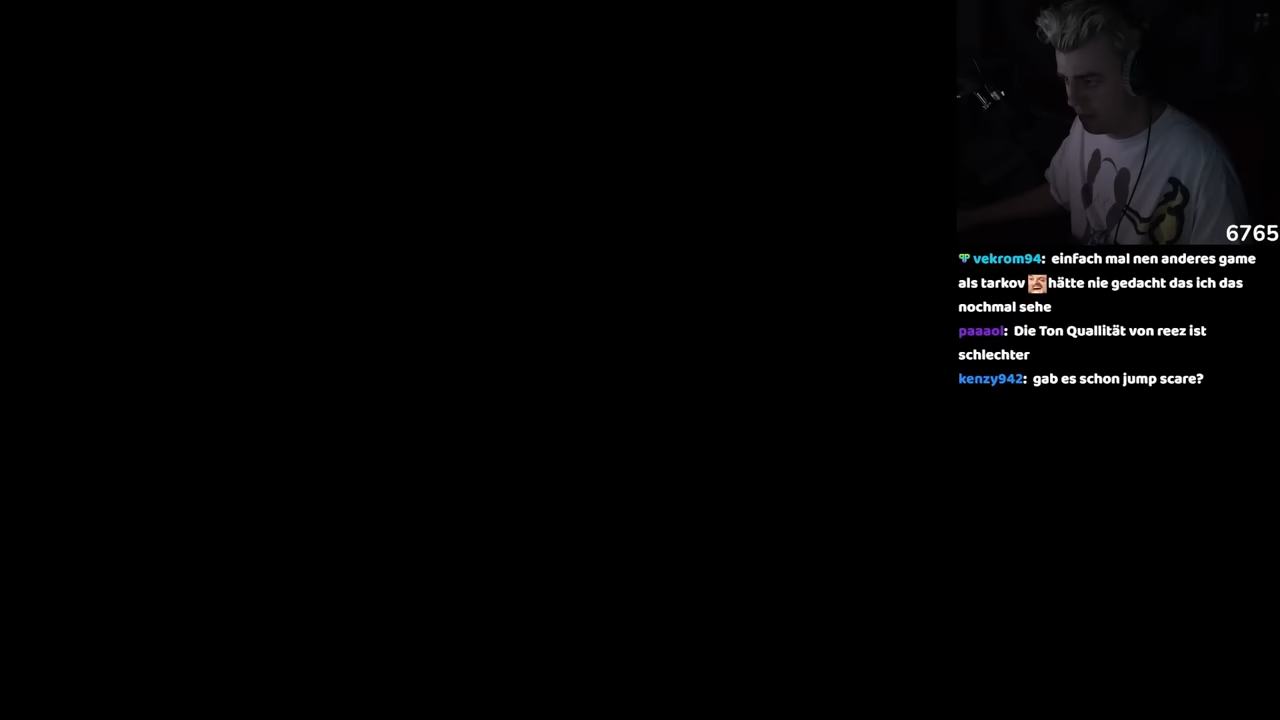 6765
vekrom94: einfach mal nen anderes game
als tarkov hätte nie gedacht das ich das
nochmal sehe
paaaol: Die Ton Quallität von reez ist
schlechter
kenzy942: gab es schon jump scare?